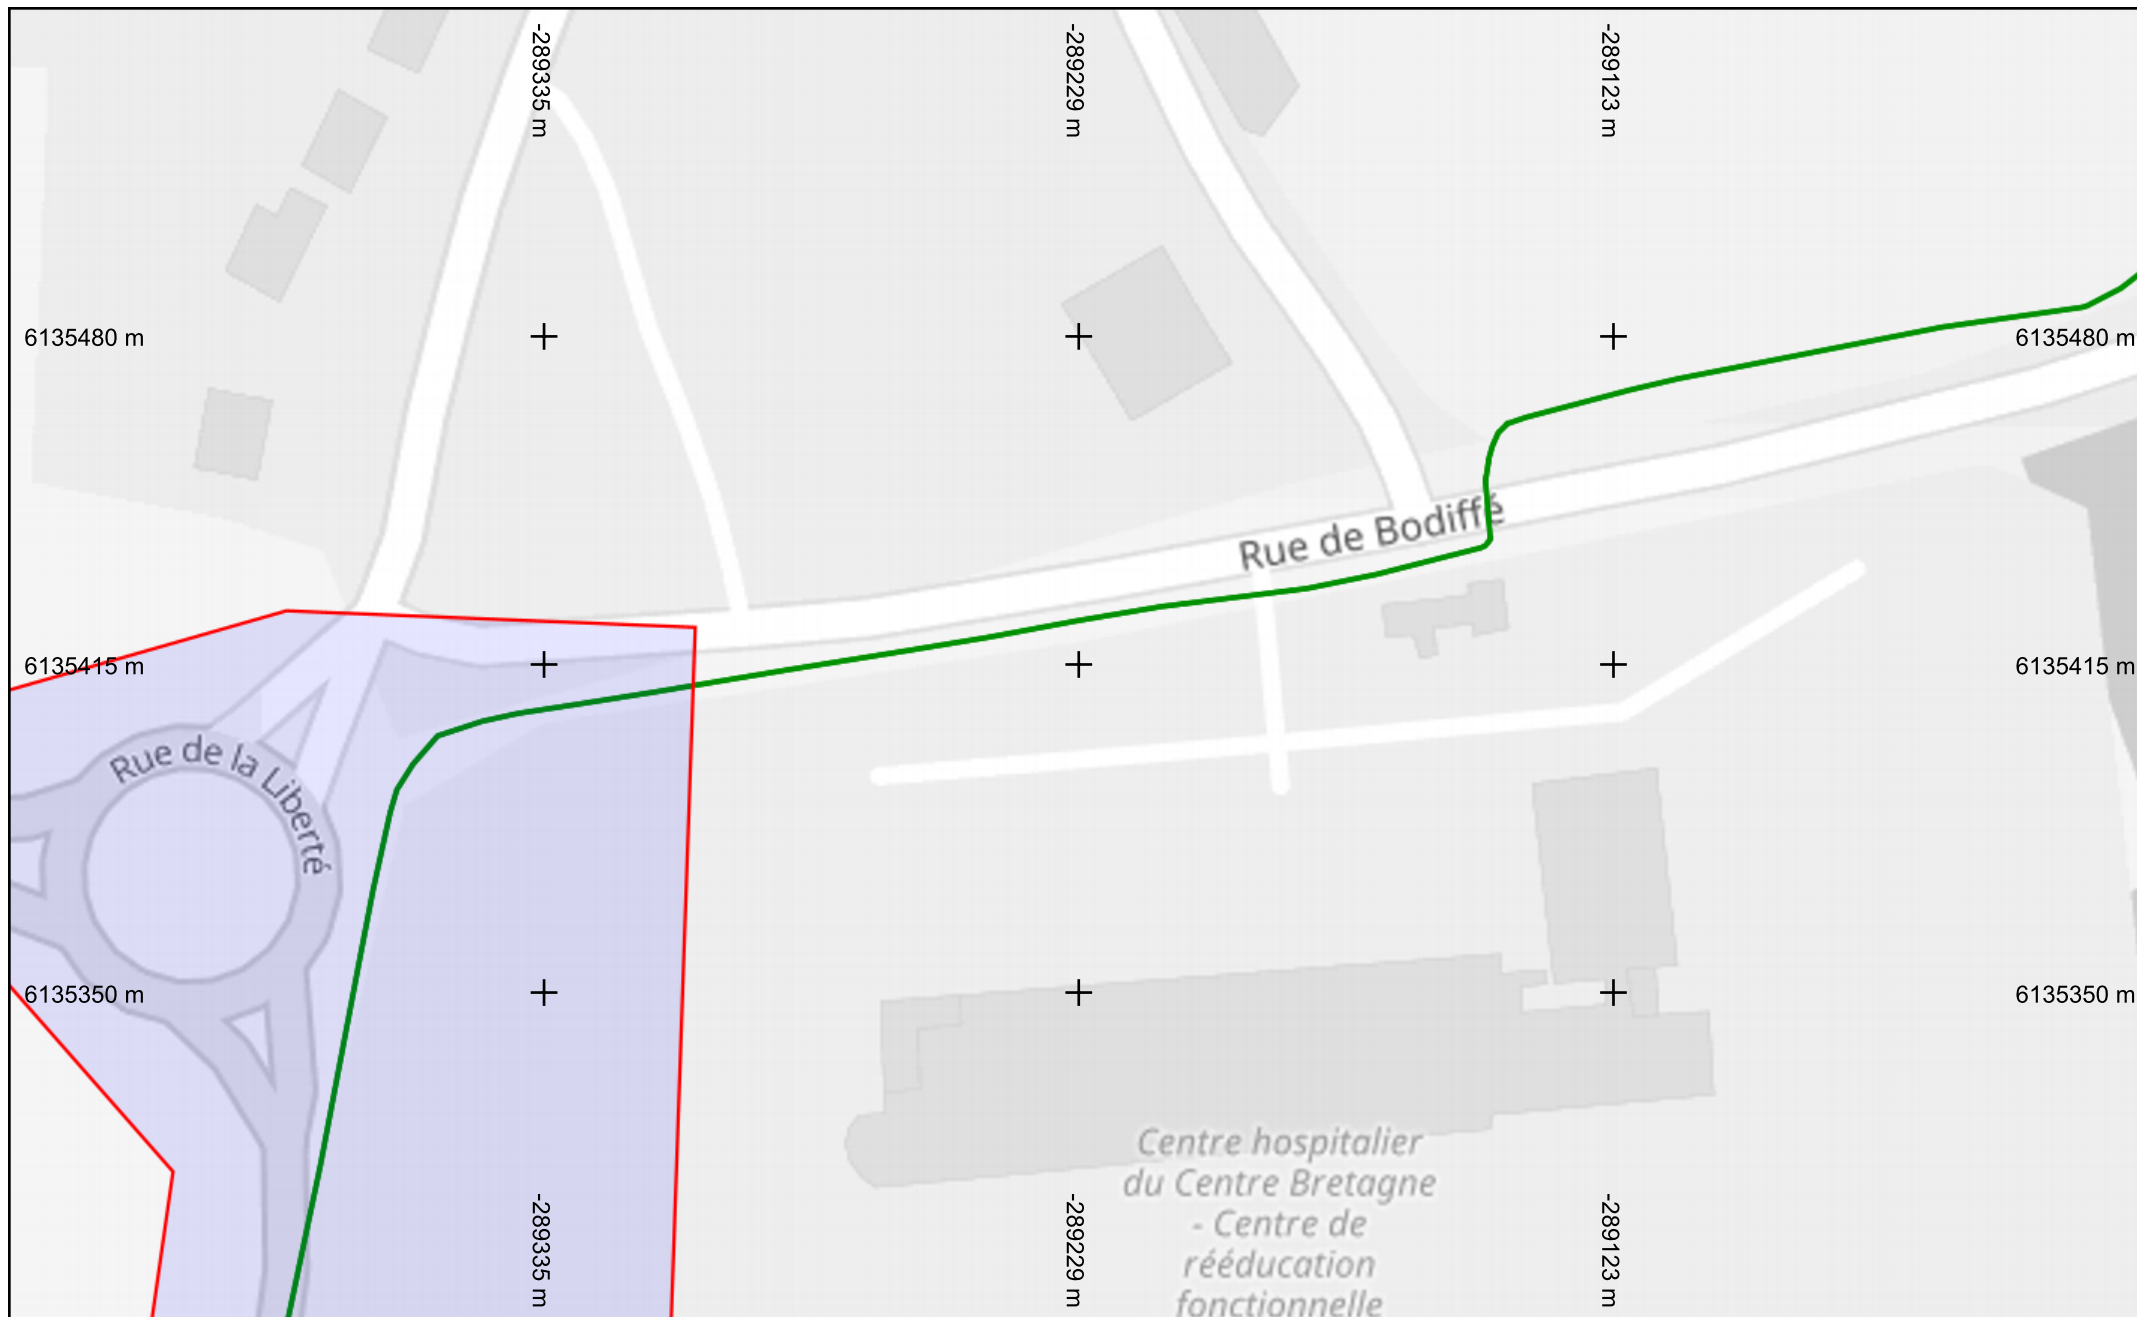 -289335 m
-289229 m
-289123 m
6135480 m
6135480 m
Rue de Bodiffé
6135415 m
6135415 m
Rue de la Liberté
6135350 m
6135350 m
Centre hospitalier
du Centre Bretagne
- Centre de
rééducation
fonctionnelle
-289335 m
-289229 m
-289123 m